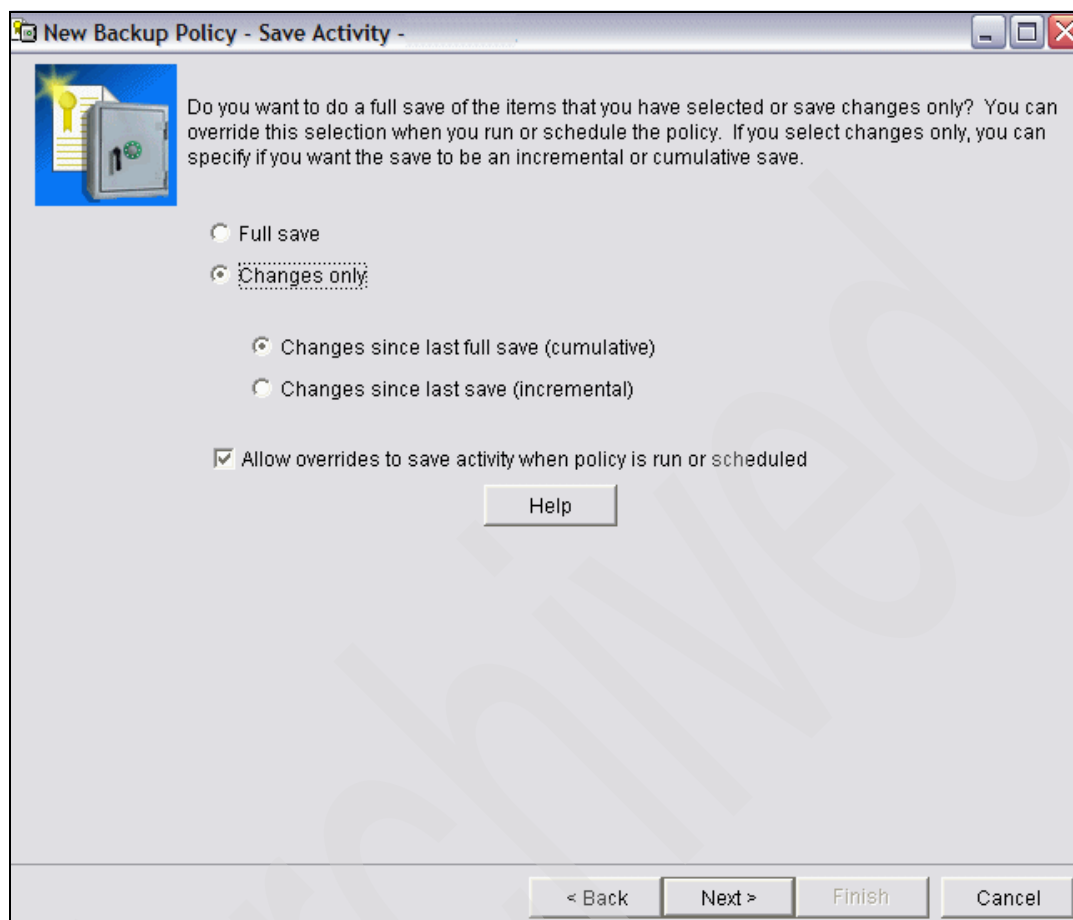 New Backup Policy - Save Activity -
Do you want to do a full save of the items that you have selected or save changes only? You can
override this selection when you run or schedule the policy. If you select changes only, you can
specify if you want the save to be an incremental or cumulative save.
Full save
Changes only
Changes since last full save (cumulative)
Changes since last save (incremental)
Allow overrides to save activity when policy is run or scheduled
Help
< Back
Next >
Finish
Cancel